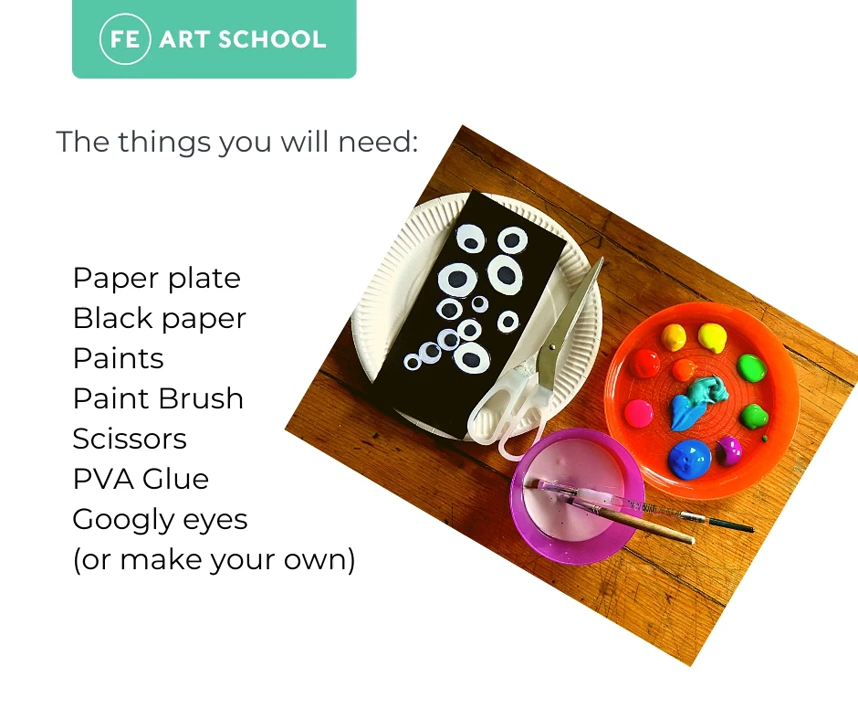 FE ART SCHOOL
The things you will need:
Paper plate
Black paper
Paints
Paint Brush
Scissors
PVA Glue
Googly eyes
(or make your own)